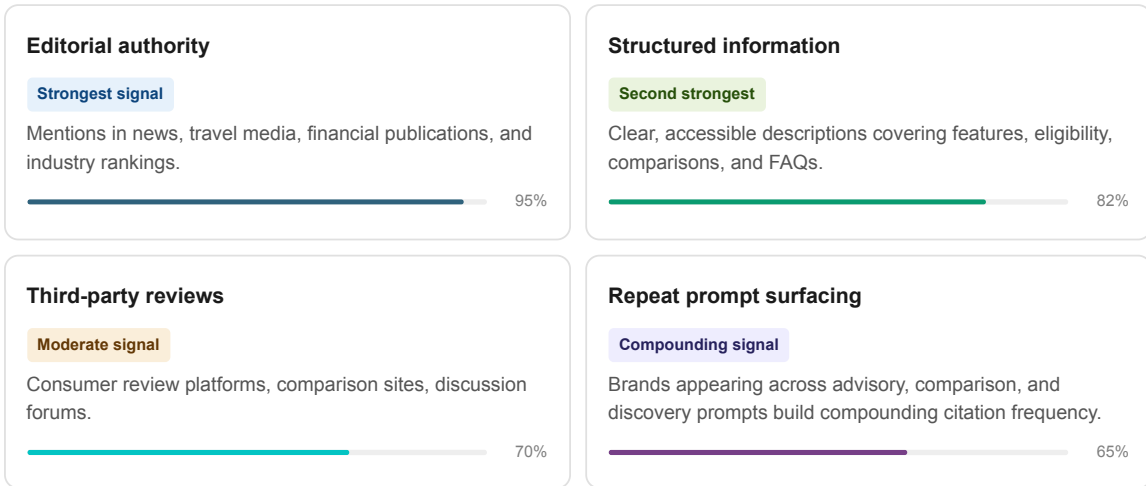 Editorial authority
Strongest signal
Mentions in news, travel media, financial publications, and
industry rankings.
95%
Structured information
Second strongest
Clear, accessible descriptions covering features, eligibility,
comparisons, and FAQs.
82%
Third-party reviews
Moderate signal
Consumer review platforms, comparison sites, discussion
forums.
70%
Repeat prompt surfacing
Compounding signal
Brands appearing across advisory, comparison, and
discovery prompts build compounding citation frequency.
65%